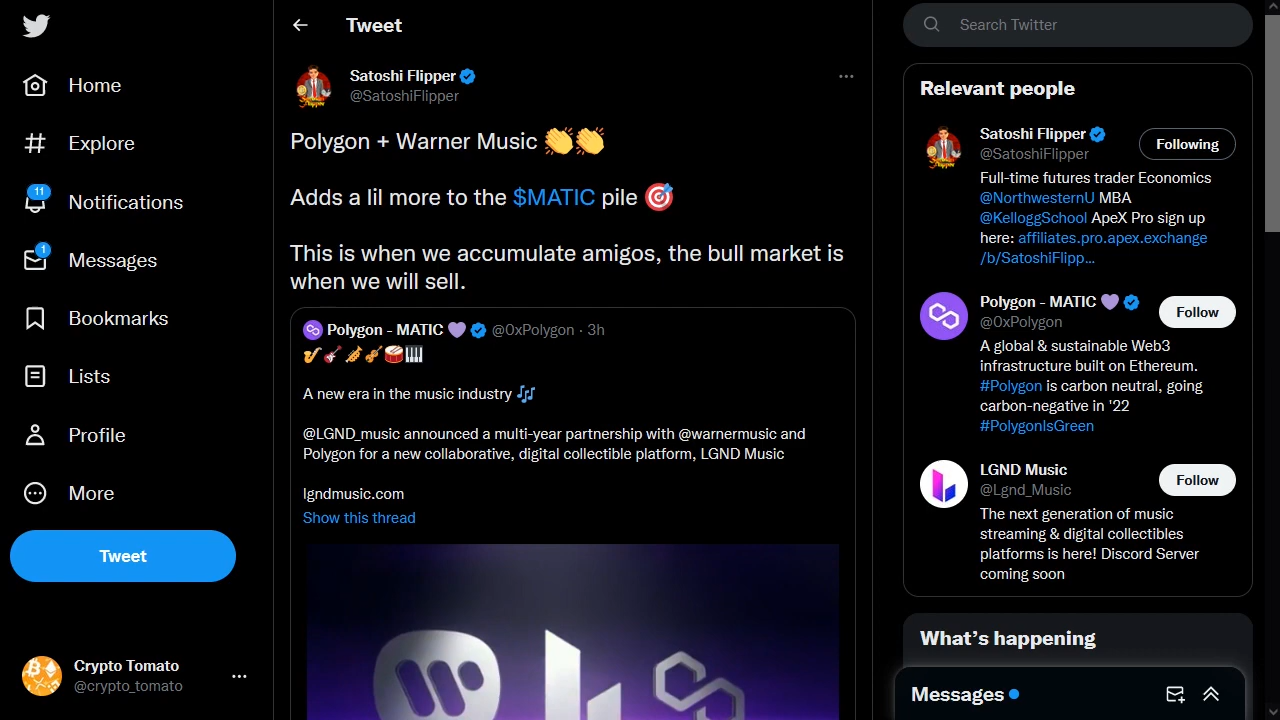 Home
Explore
11
Notifications
1
Messages
Bookmarks
Lists
Profile
More
Tweet
Crypto Tomato
@crypto_tomato
Tweet
Satoshi Flipper
@SatoshiFlipper
Polygon + Warner Music 👏👏
Adds a lil more to the $MATIC pile 🎯
This is when we accumulate amigos, the bull market is
when we will sell.
Polygon - MATIC 💜 @0xPolygon · 3h
🎷🎸🎺🎻🥁🎹
A new era in the music industry 🎶
@LGND_music announced a multi-year partnership with @warnermusic and
Polygon for a new collaborative, digital collectible platform, LGND Music
lgndmusic.com
Show this thread
Search Twitter
Relevant people
Satoshi Flipper
@SatoshiFlipper
Following
Full-time futures trader Economics
@NorthwesternU MBA
@KelloggSchool ApeX Pro sign up
here: affiliates.pro.apex.exchange
/b/SatoshiFlipp...
Polygon - MATIC 💜
@0xPolygon
Follow
A global & sustainable Web3
infrastructure built on Ethereum.
#Polygon is carbon neutral, going
carbon-negative in '22
#PolygonIsGreen
LGND Music
@Lgnd_Music
Follow
The next generation of music
streaming & digital collectibles
platforms is here! Discord Server
coming soon
What's happening
Messages